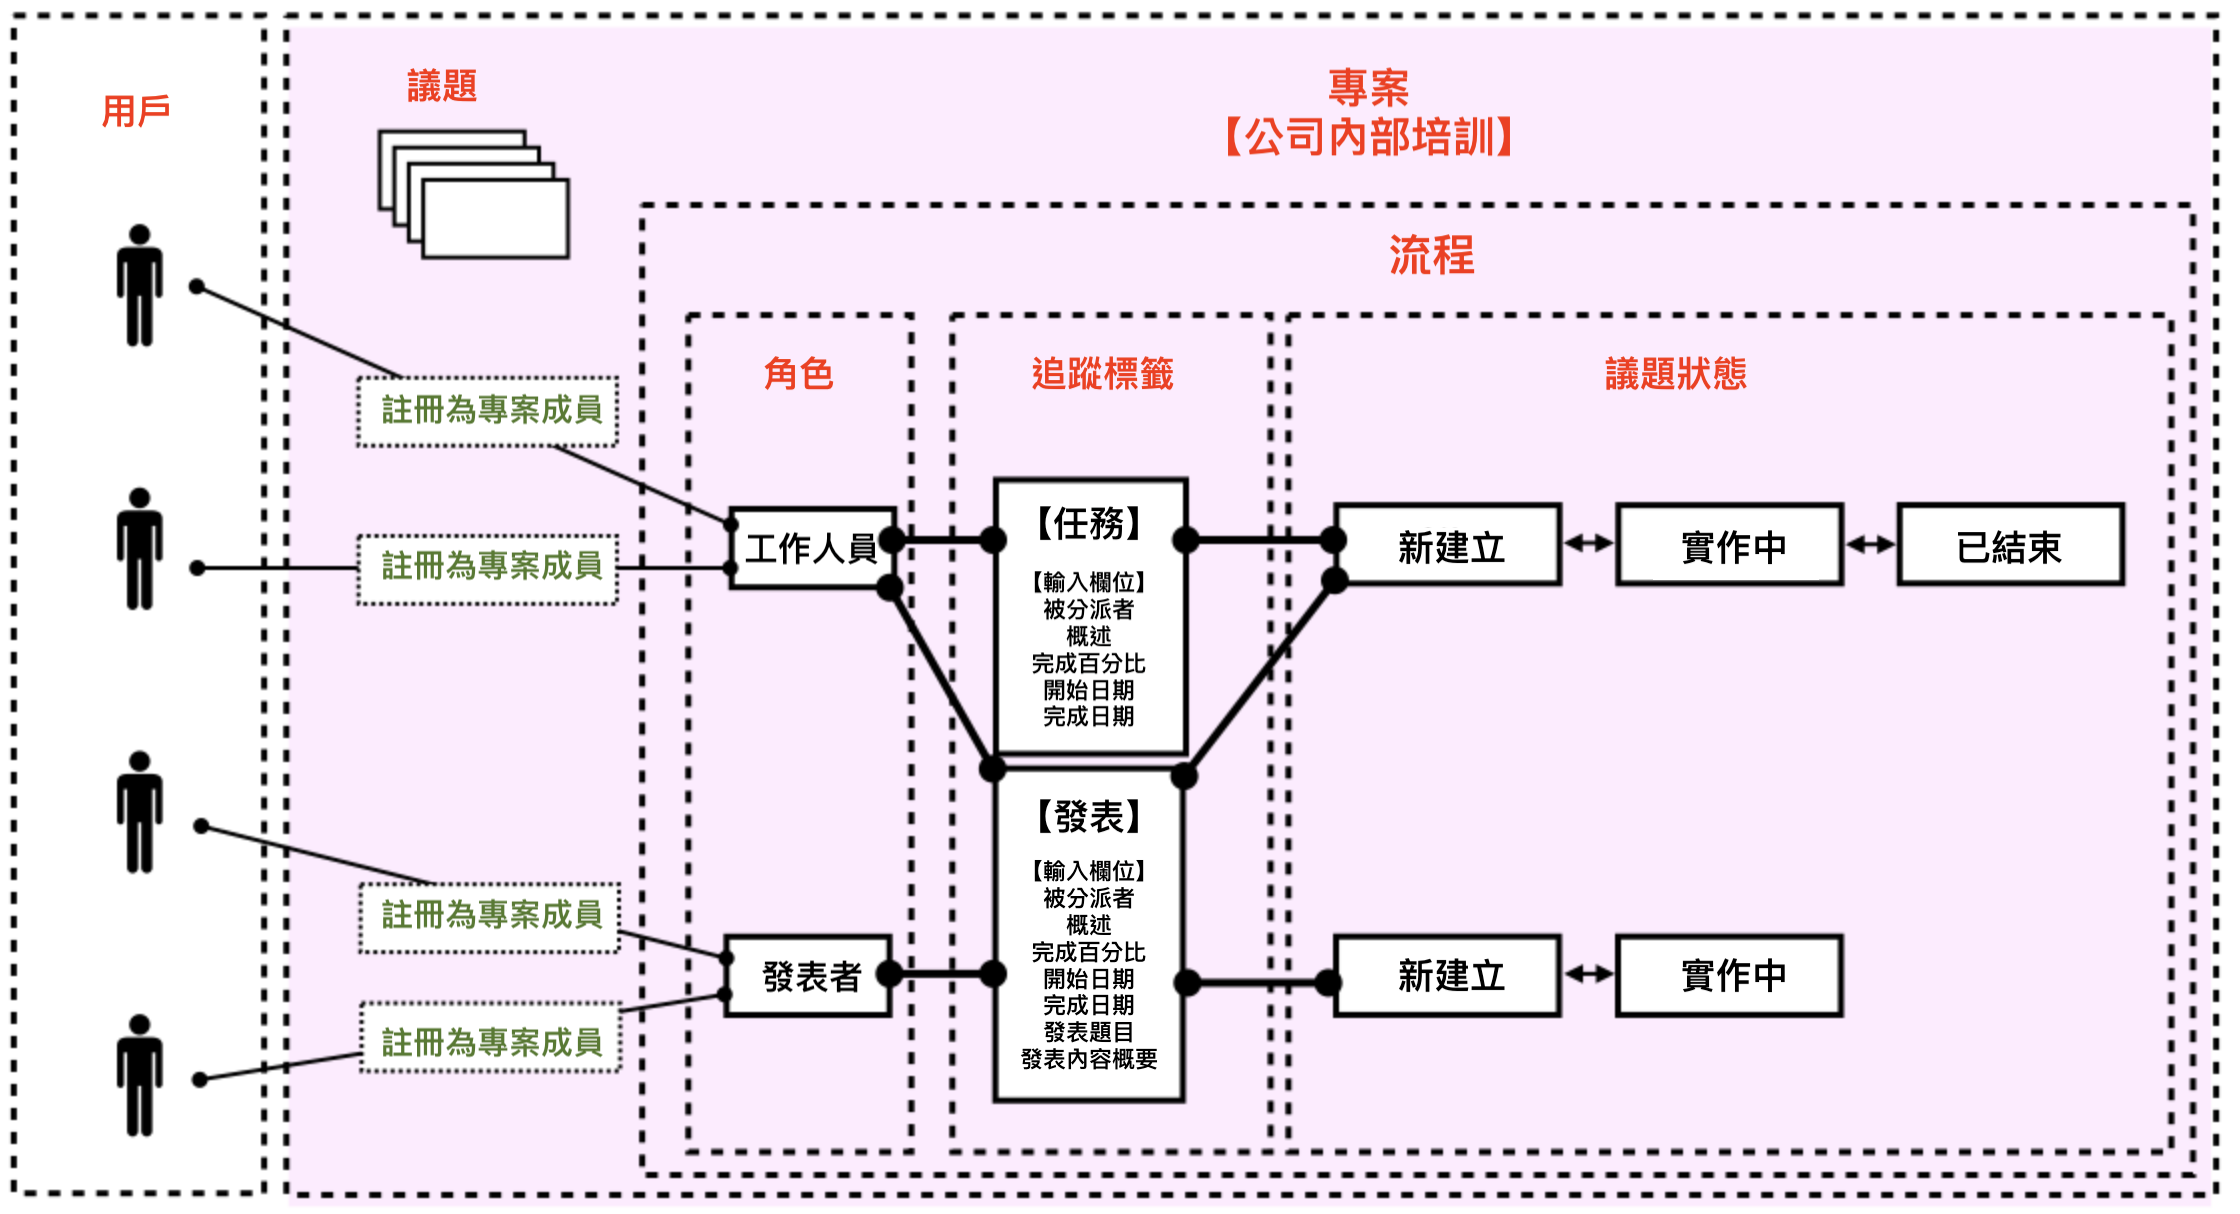 用戶
議題
專案
【公司內部培訓】
流程
角色
追蹤標籤
議題狀態
註冊為專案成員
註冊為專案成員
註冊為專案成員
註冊為專案成員
工作人員
發表者
【任務】
【輸入欄位】
被分派者
概述
完成百分比
開始日期
完成日期
【發表】
【輸入欄位】
被分派者
概述
完成百分比
開始日期
完成日期
發表題目
發表內容概要
新建立
實作中
已結束
新建立
實作中